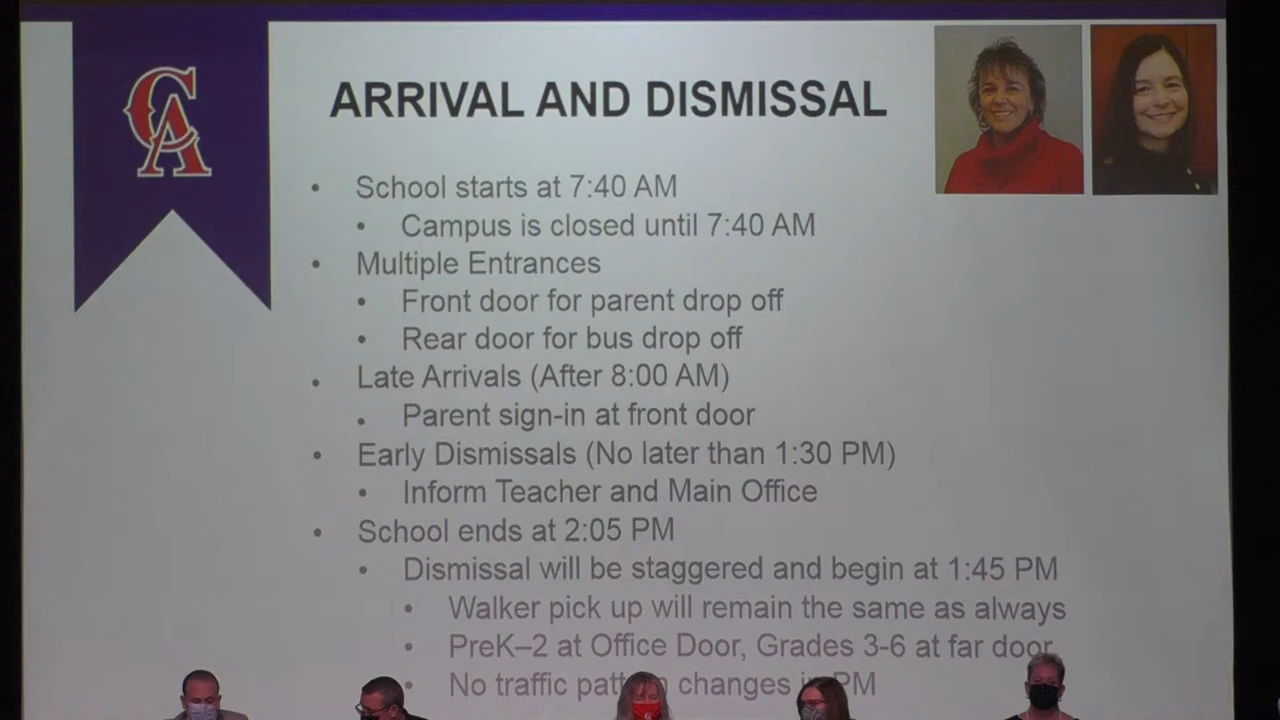 CA
ARRIVAL AND DISMISSAL
• School starts at 7:40 AM
• Campus is closed until 7:40 AM
• Multiple Entrances
• Front door for parent drop off
• Rear door for bus drop off
• Late Arrivals (After 8:00 AM)
• Parent sign-in at front door
• Early Dismissals (No later than 1:30 PM)
• Inform Teacher and Main Office
• School ends at 2:05 PM
• Dismissal will be staggered and begin at 1:45 PM
• Walker pick up will remain the same as always
• PreK–2 at Office Door, Grades 3-6 at far door
• No traffic changes in PM